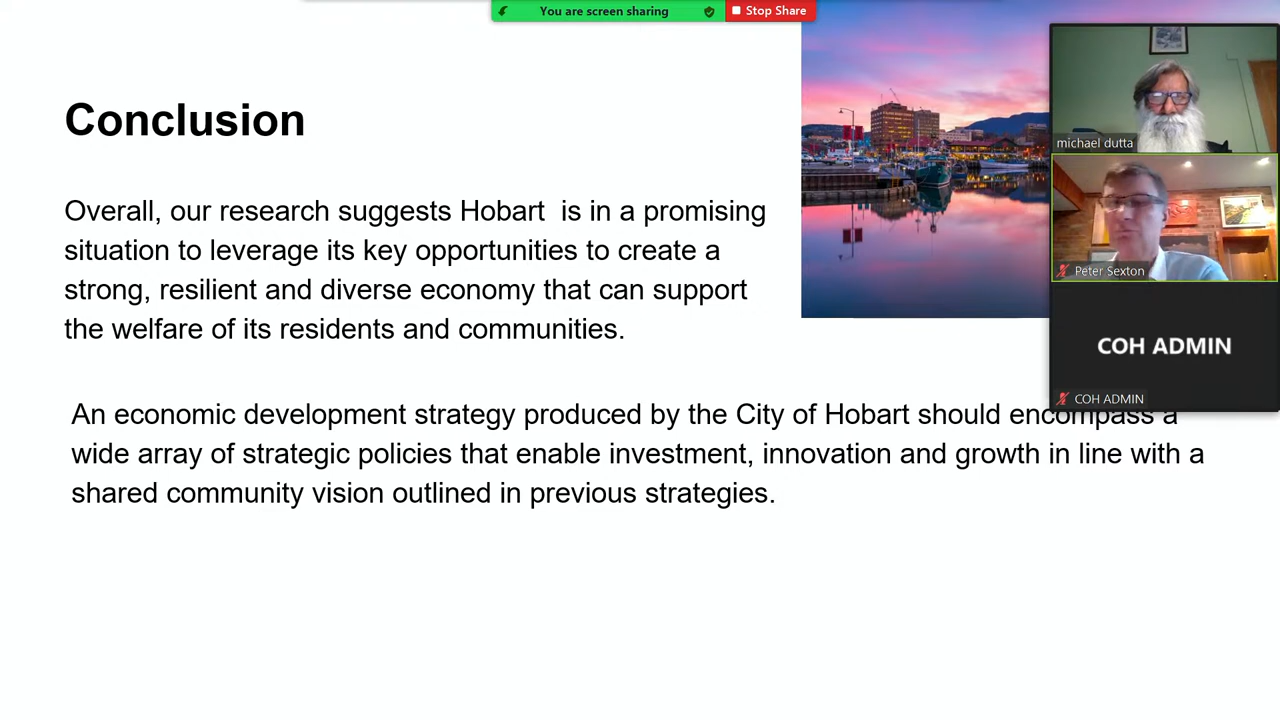 You are screen sharing
Stop Share
Conclusion
Overall, our research suggests Hobart is in a promising
situation to leverage its key opportunities to create a
strong, resilient and diverse economy that can support
the welfare of its residents and communities.
An economic development strategy produced by the City of Hobart should encompass a
wide array of strategic policies that enable investment, innovation and growth in line with a
shared community vision outlined in previous strategies.
michael dutta
Peter Sexton
COH ADMIN
COH ADMIN